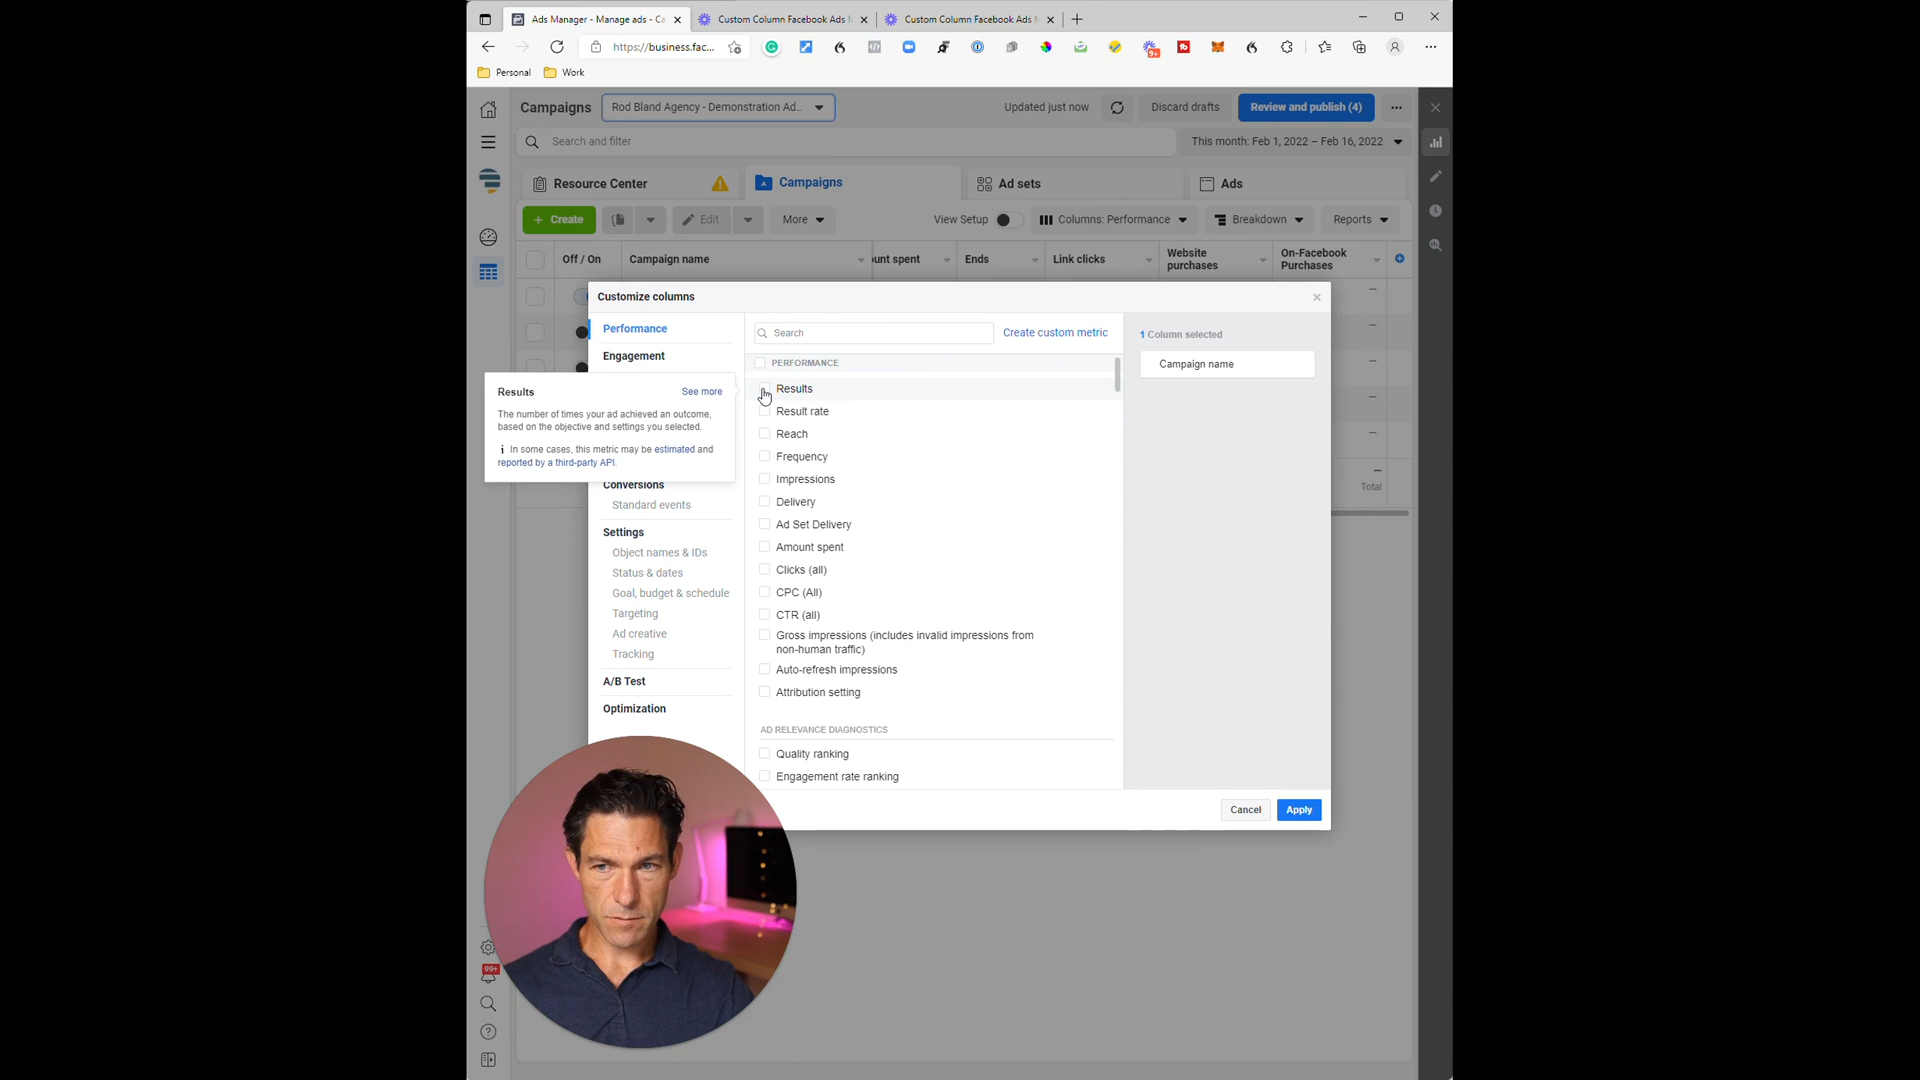 Ads Manager - Manage ads - Ca
Custom Column Facebook Ads M
Custom Column Facebook Ads M
https://business.fac...
9+
Personal
Work
Campaigns
Rod Bland Agency - Demonstration Ad...
Updated just now
Discard drafts
Review and publish (4)
Search and filter
This month: Feb 1, 2022 – Feb 16, 2022
Resource Center
Campaigns
Ad sets
Ads
+ Create
Edit
More
View Setup
Columns: Performance
Breakdown
Reports
Off / On
Campaign name
unt spent
Ends
Link clicks
Website purchases
On-Facebook Purchases
Customize columns
Performance
Engagement
Search
Create custom metric
1 Column selected
Campaign name
PERFORMANCE
Results
See more
The number of times your ad achieved an outcome,
based on the objective and settings you selected.
i In some cases, this metric may be estimated and
reported by a third-party API.
Results
Result rate
Reach
Frequency
Impressions
Delivery
Ad Set Delivery
Amount spent
Clicks (all)
CPC (All)
CTR (all)
Gross impressions (includes invalid impressions from
non-human traffic)
Auto-refresh impressions
Attribution setting
AD RELEVANCE DIAGNOSTICS
Quality ranking
Engagement rate ranking
Conversions
Standard events
Settings
Object names & IDs
Status & dates
Goal, budget & schedule
Targeting
Ad creative
Tracking
A/B Test
Optimization
Total
Cancel
Apply
99+